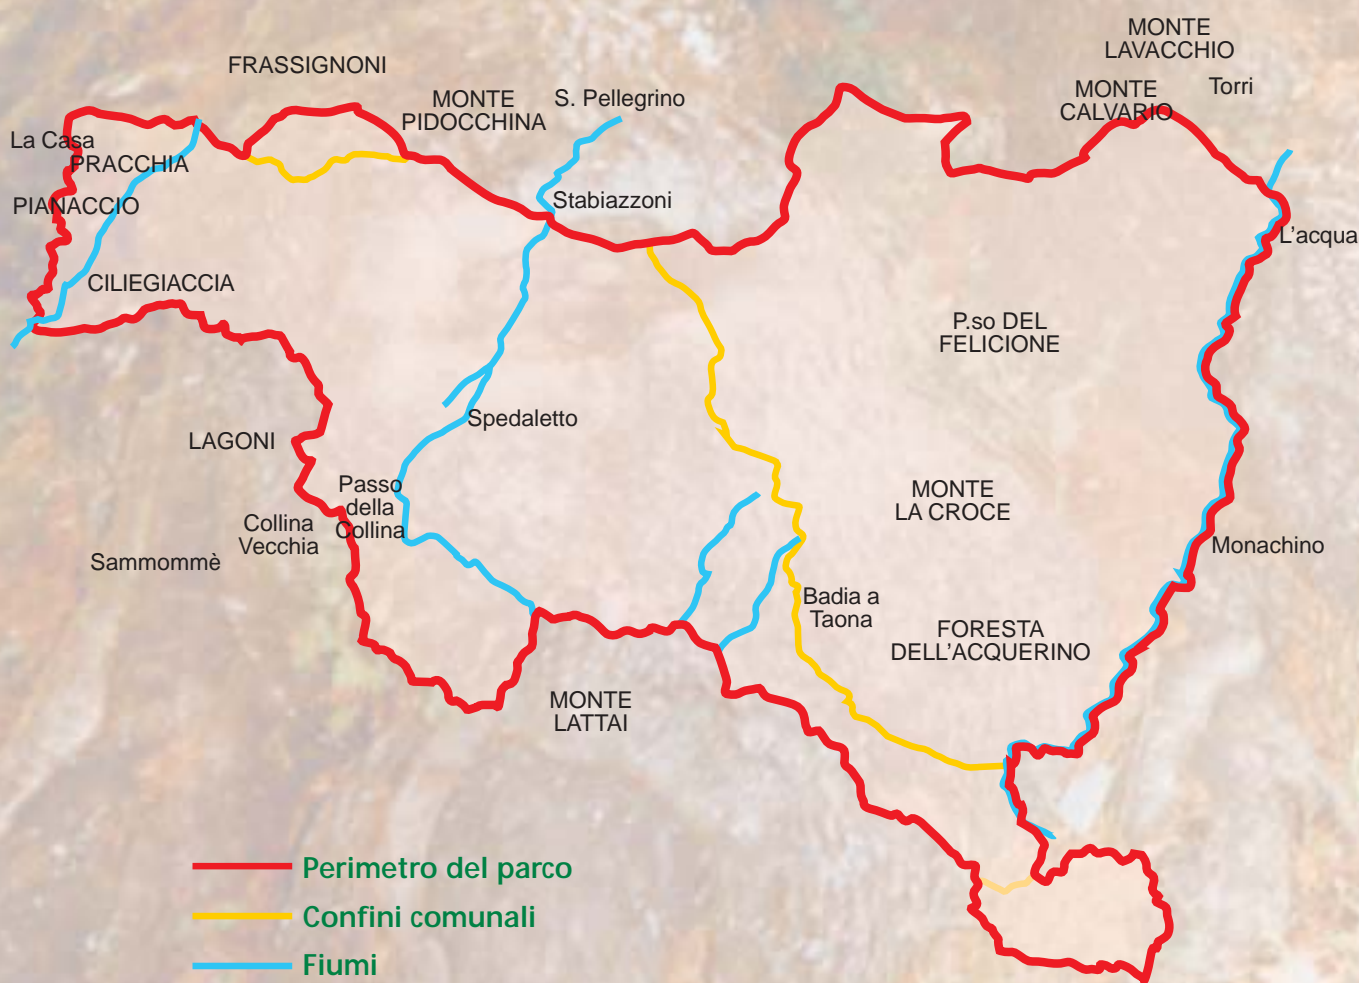 MONTE
LAVACCHIO
FRASSIGNONI
MONTE
PIDOCCHINA
S. Pellegrino
MONTE
CALVARIO
Torri
La Casa
PRACCHIA
PIANACCIO
Stabiazzoni
L'acqua
CILIEGIACCIA
P.so DEL
FELICIONE
Spedaletto
LAGONI
Passo
della
Collina
Collina
Vecchia
MONTE
LA CROCE
Sammommè
Monachino
Badia a
Taona
FORESTA
DELL'ACQUERINO
MONTE
LATTAI
Perimetro del parco
Confini comunali
Fiumi